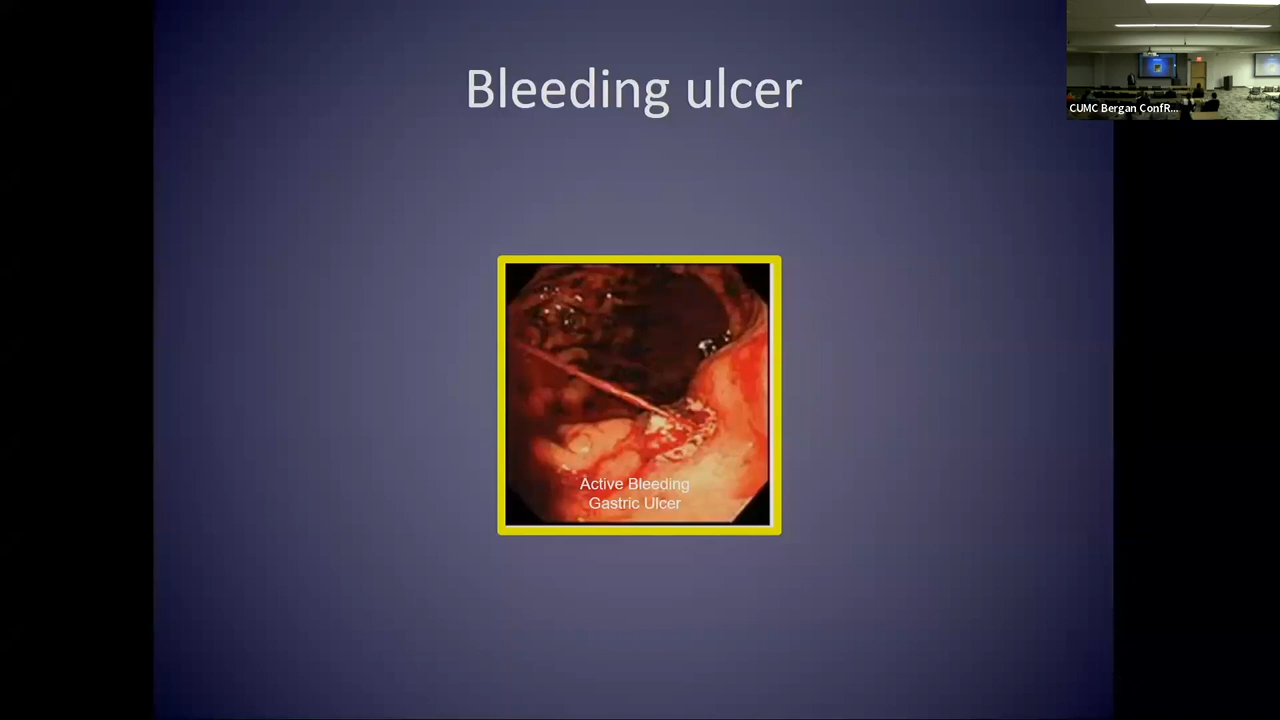 Bleeding ulcer
CUMC Bergan ConfR...
Active Bleeding
Gastric Ulcer